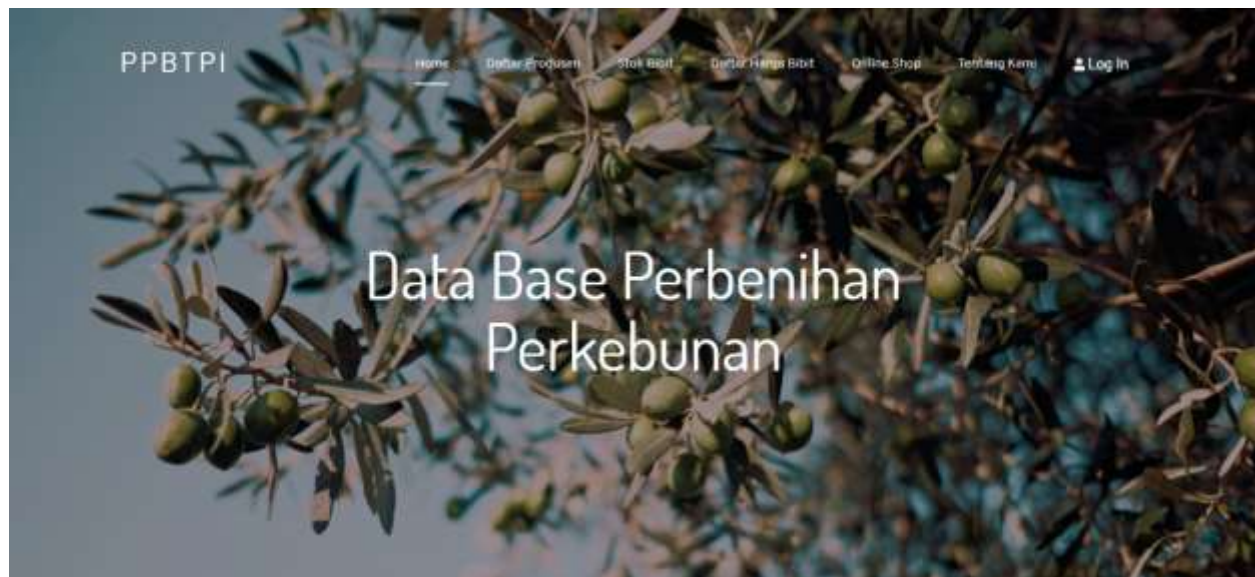 PPBTPI
Home Daftar Produsen Stok Bibit Daftar Harga Bibit Online Shop Tentang Kami Log In
Data Base Perbenihan
Perkebunan